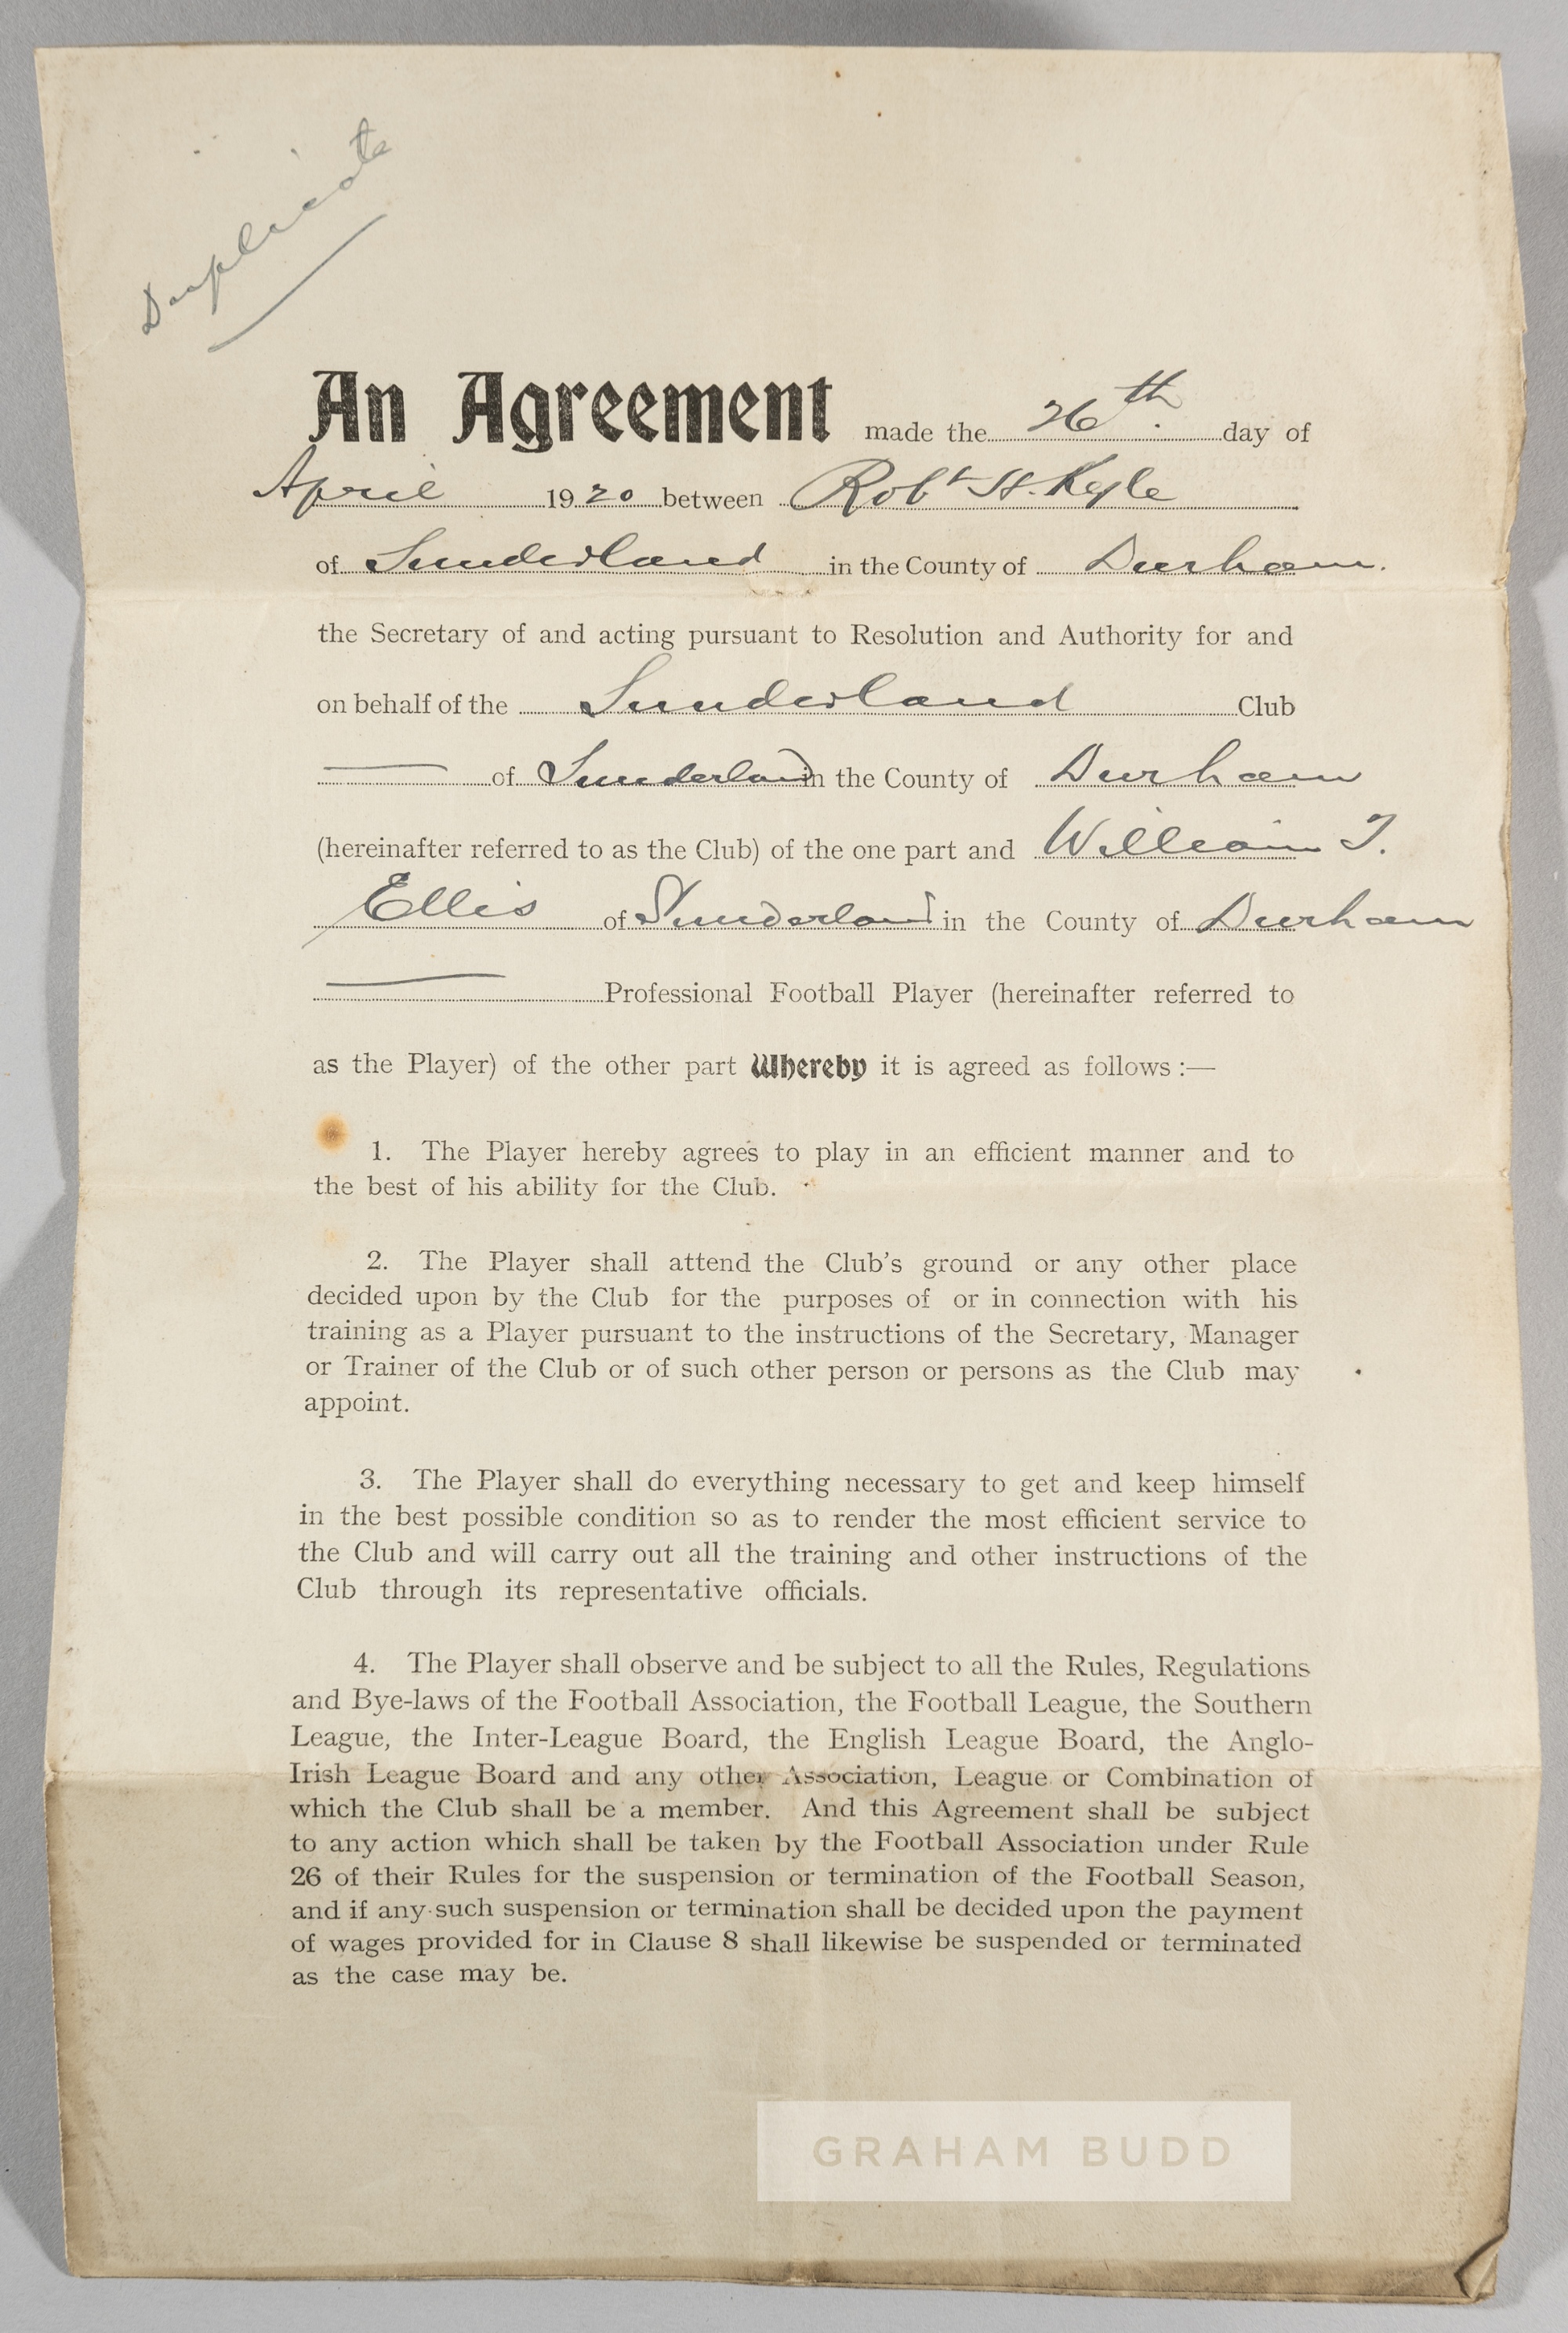 Duplicate
An Agreement made the 26th. day of
April 1920 between Robt H. Kyle
of Sunderland in the County of Durham.
the Secretary of and acting pursuant to Resolution and Authority for and
on behalf of the Sunderland Club
of Sunderland in the County of Durham
(hereinafter referred to as the Club) of the one part and William T.
Ellis of Sunderland in the County of Durham
Professional Football Player (hereinafter referred to
as the Player) of the other part Whereby it is agreed as follows :—
1. The Player hereby agrees to play in an efficient manner and to
the best of his ability for the Club.
2. The Player shall attend the Club's ground or any other place
decided upon by the Club for the purposes of or in connection with his
training as a Player pursuant to the instructions of the Secretary, Manager
or Trainer of the Club or of such other person or persons as the Club may
appoint.
3. The Player shall do everything necessary to get and keep himself
in the best possible condition so as to render the most efficient service to
the Club and will carry out all the training and other instructions of the
Club through its representative officials.
4. The Player shall observe and be subject to all the Rules, Regulations
and Bye-laws of the Football Association, the Football League, the Southern
League, the Inter-League Board, the English League Board, the Anglo-
Irish League Board and any other Association, League or Combination of
which the Club shall be a member. And this Agreement shall be subject
to any action which shall be taken by the Football Association under Rule
26 of their Rules for the suspension or termination of the Football Season,
and if any such suspension or termination shall be decided upon the payment
of wages provided for in Clause 8 shall likewise be suspended or terminated
as the case may be.
GRAHAM BUDD